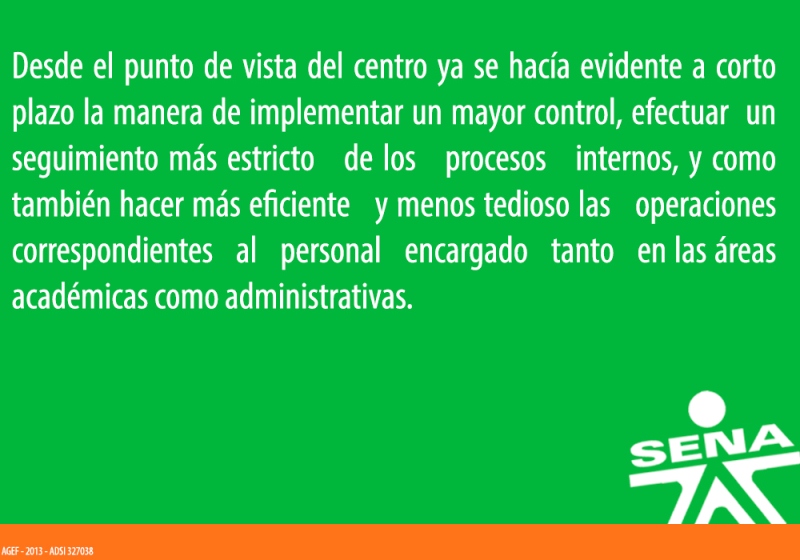 Desde el punto de vista del centro ya se hacía evidente a corto
plazo la manera de implementar un mayor control, efectuar un
seguimiento más estricto de los procesos internos, y como
también hacer más eficiente y menos tedioso las operaciones
correspondientes al personal encargado tanto en las áreas
académicas como administrativas.
SENA
AGEF - 2013 - ADSI 327038